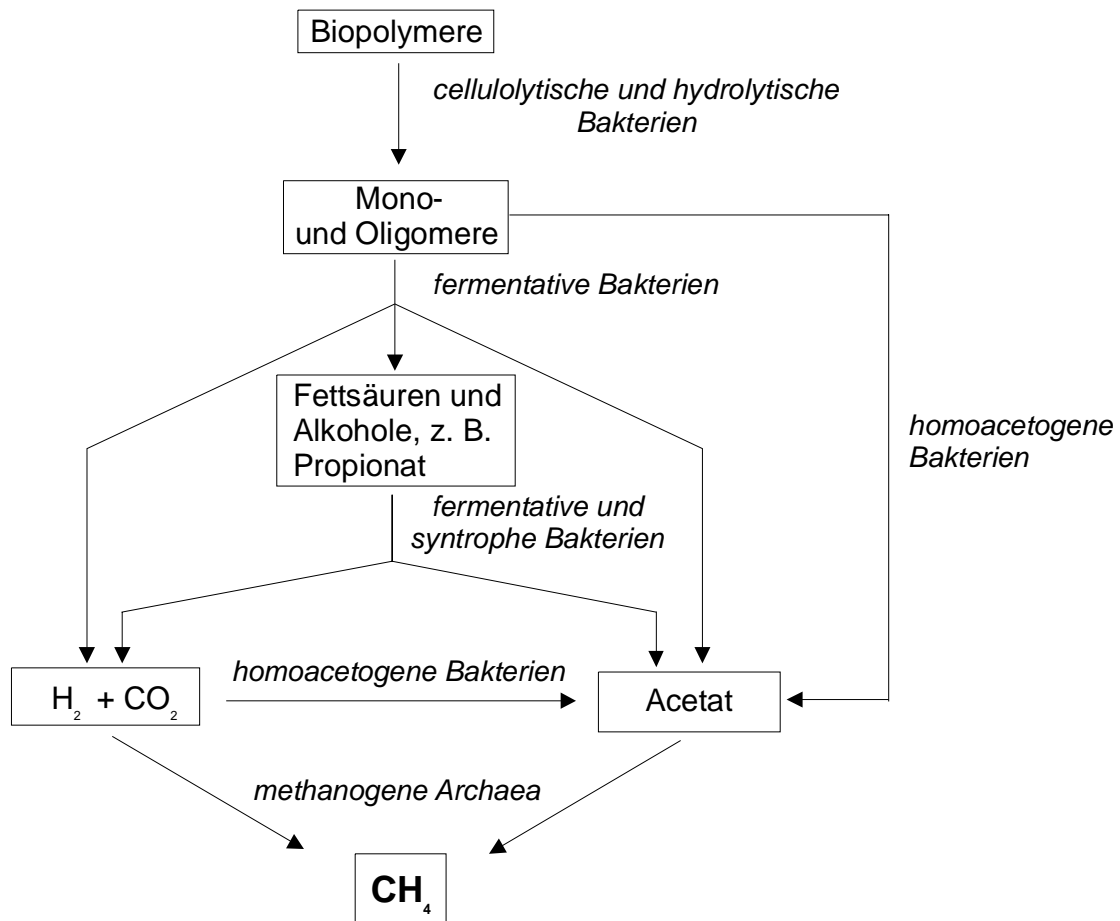 Biopolymere
cellulolytische und hydrolytische
Bakterien
Mono-
und Oligomere
fermentative Bakterien
Fettsäuren und
Alkohole, z. B.
Propionat
homoacetogene
Bakterien
fermentative und
syntrophe Bakterien
homoacetogene Bakterien
H₂ + CO₂
Acetat
methanogene Archaea
CH₄